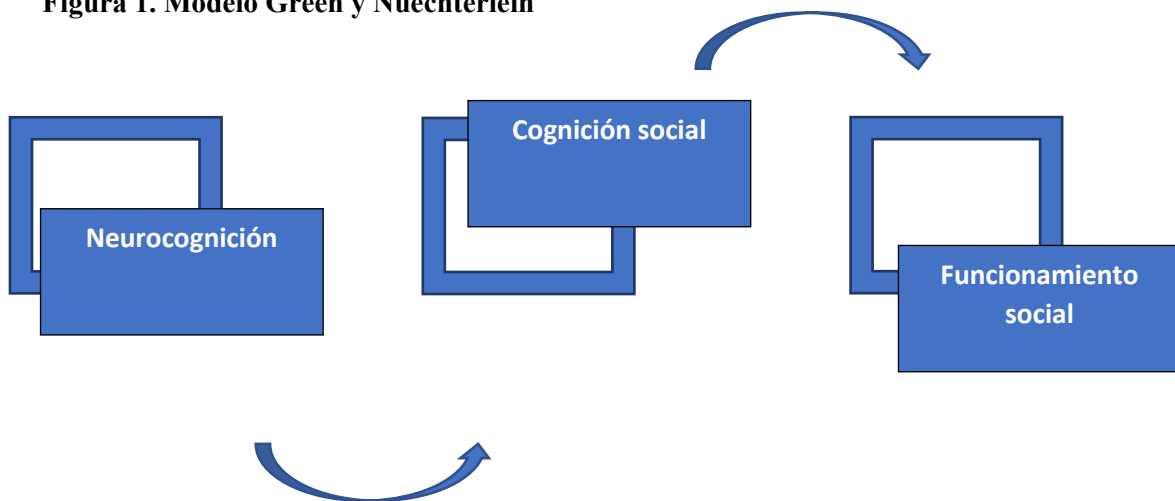 Figura 1. Modelo Green y Nuechterlein
Cognición social
Neurocognición
Funcionamiento
social